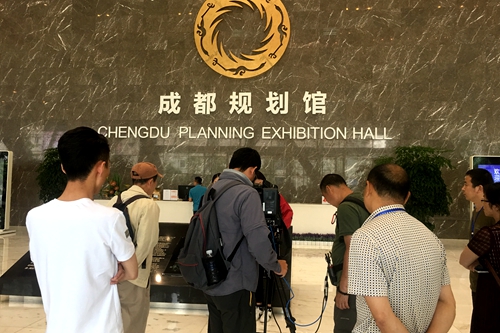 成都规划馆
CHENGDU PLANNING EXHIBITION HALL